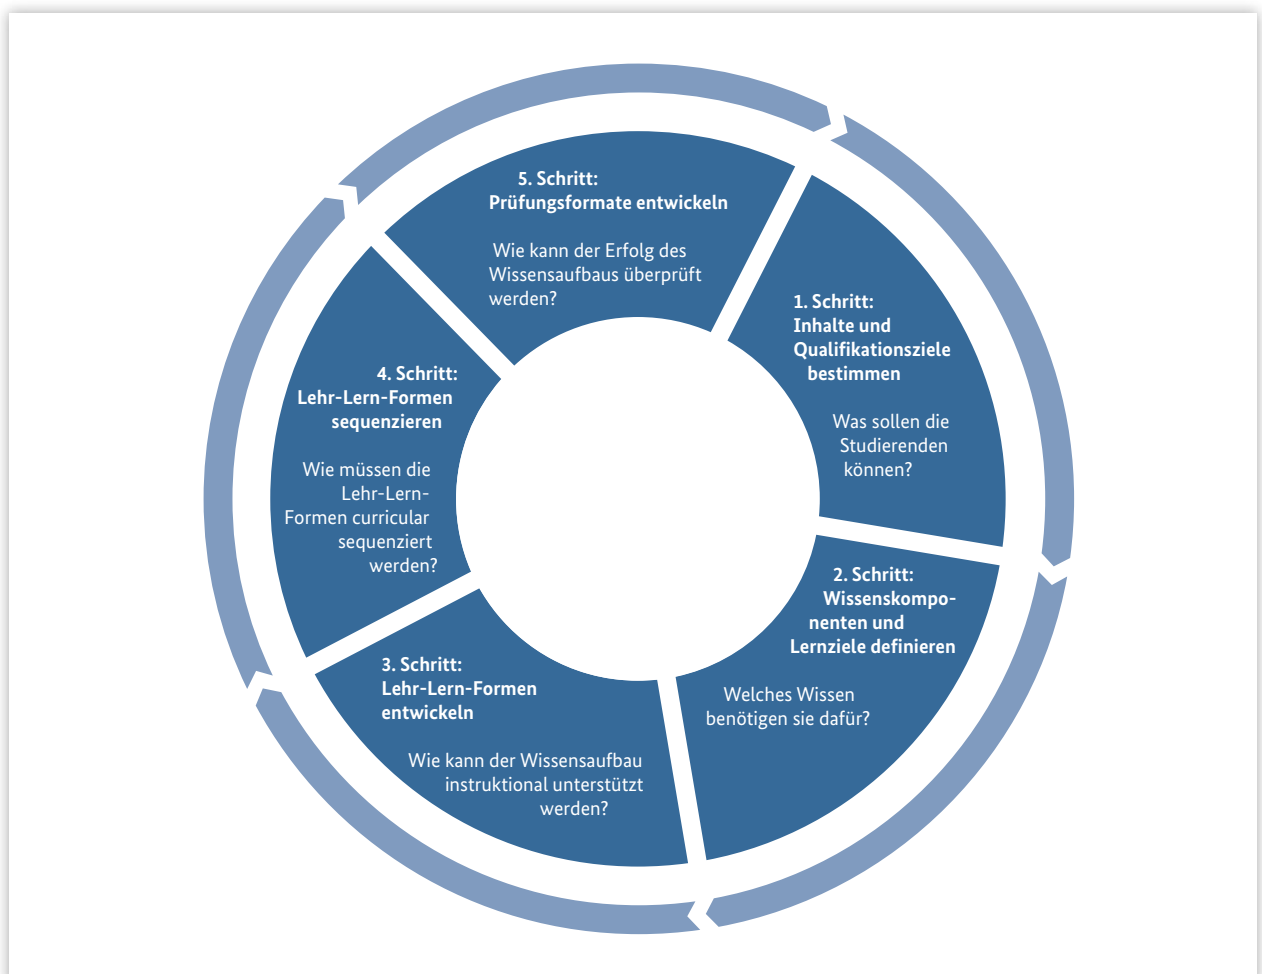 5. Schritt:
Prüfungsformate entwickeln
Wie kann der Erfolg des
Wissensaufbaus überprüft
werden?
1. Schritt:
Inhalte und
Qualifikationsziele
bestimmen
Was sollen die
Studierenden
können?
2. Schritt:
Wissenskompo-
nenten und
Lernziele definieren
Welches Wissen
benötigen sie dafür?
3. Schritt:
Lehr-Lern-Formen
entwickeln
Wie kann der Wissensaufbau
instruktional unterstützt
werden?
4. Schritt:
Lehr-Lern-Formen
sequenzieren
Wie müssen die
Lehr-Lern-
Formen curricular
sequenziert
werden?